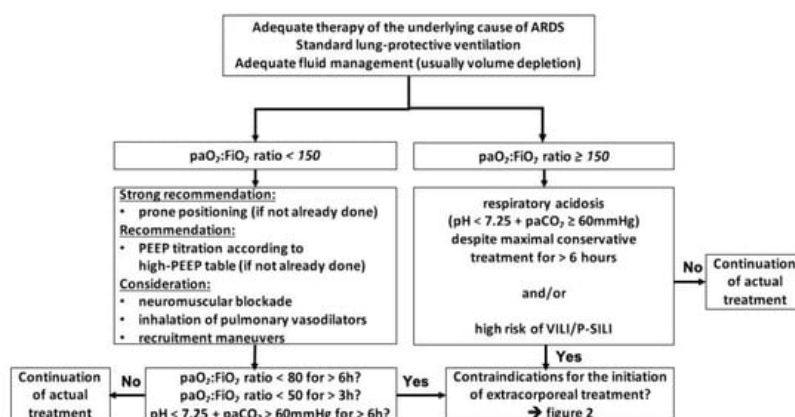 Adequate therapy of the underlying cause of ARDS
Standard lung-protective ventilation
Adequate fluid management (usually volume depletion)
paO₂:FiO₂ ratio < 150
paO₂:FiO₂ ratio ≥ 150
Strong recommendation:
• prone positioning (if not already done)
Recommendation:
• PEEP titration according to
high-PEEP table (if not already done)
Consideration:
• neuromuscular blockade
• inhalation of pulmonary vasodilators
• recruitment maneuvers
respiratory acidosis
(pH < 7.25 + paCO₂ ≥ 60mmHg)
despite maximal conservative
treatment for > 6 hours
and/or
high risk of VILI/P-SILI
No
Continuation
of actual
treatment
Yes
Continuation
of actual
treatment
No
paO₂:FiO₂ ratio < 80 for > 6h?
paO₂:FiO₂ ratio < 50 for > 3h?
pH < 7.25 + paCO₂ ≥ 60mmHg for > 6h?
Yes
Contraindications for the initiation
of extracorporeal treatment?
➔ figure 2